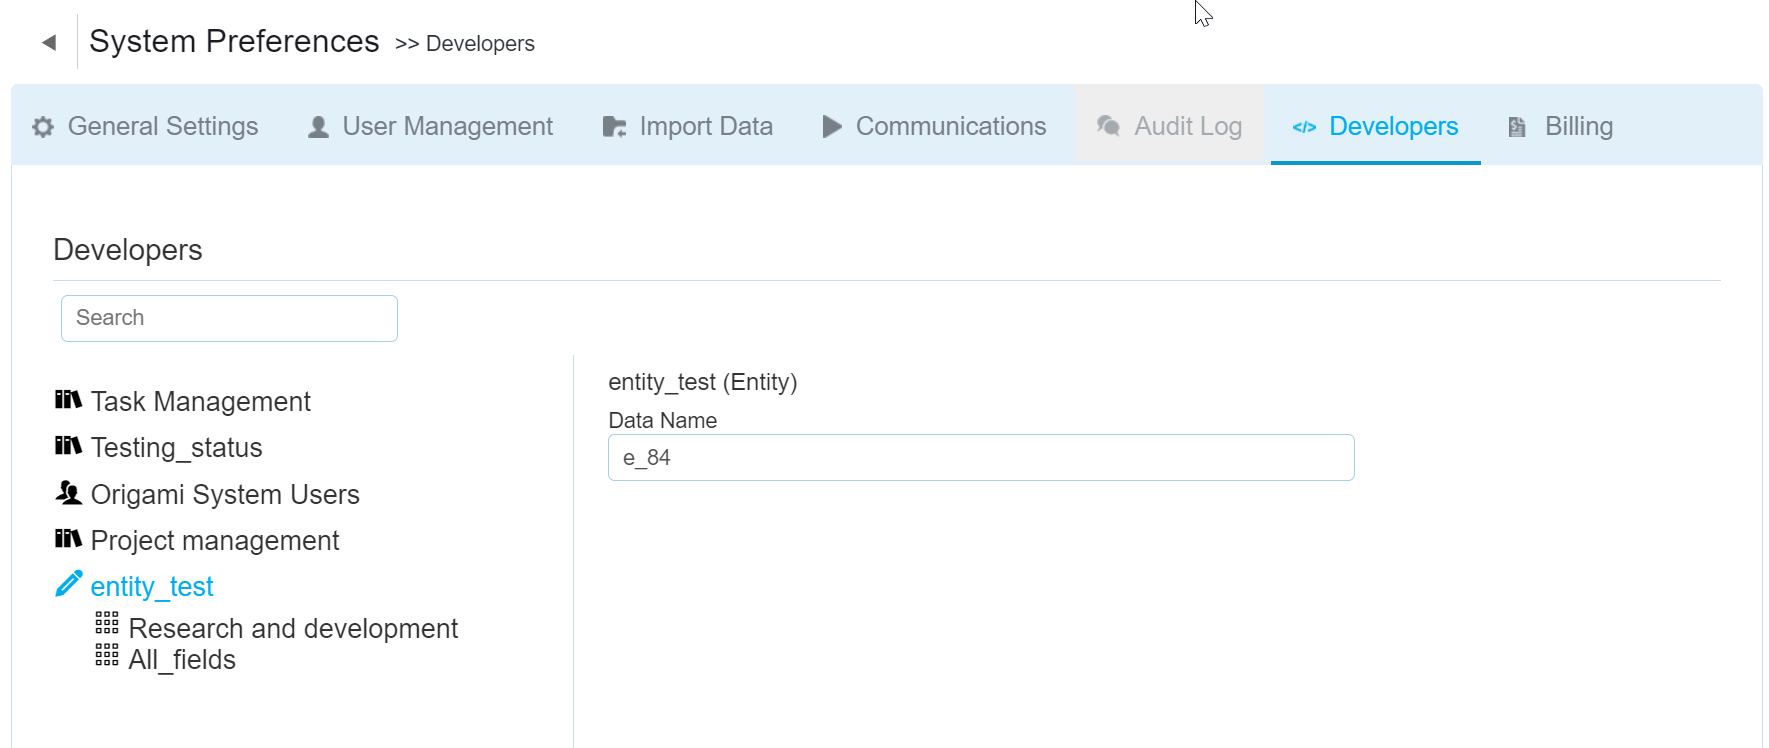 System Preferences >> Developers
General Settings User Management Import Data Communications Audit Log </> Developers Billing
Developers
Search
Task Management
Testing_status
Origami System Users
Project management
entity_test
Research and development
All_fields
entity_test (Entity)
Data Name
e_84